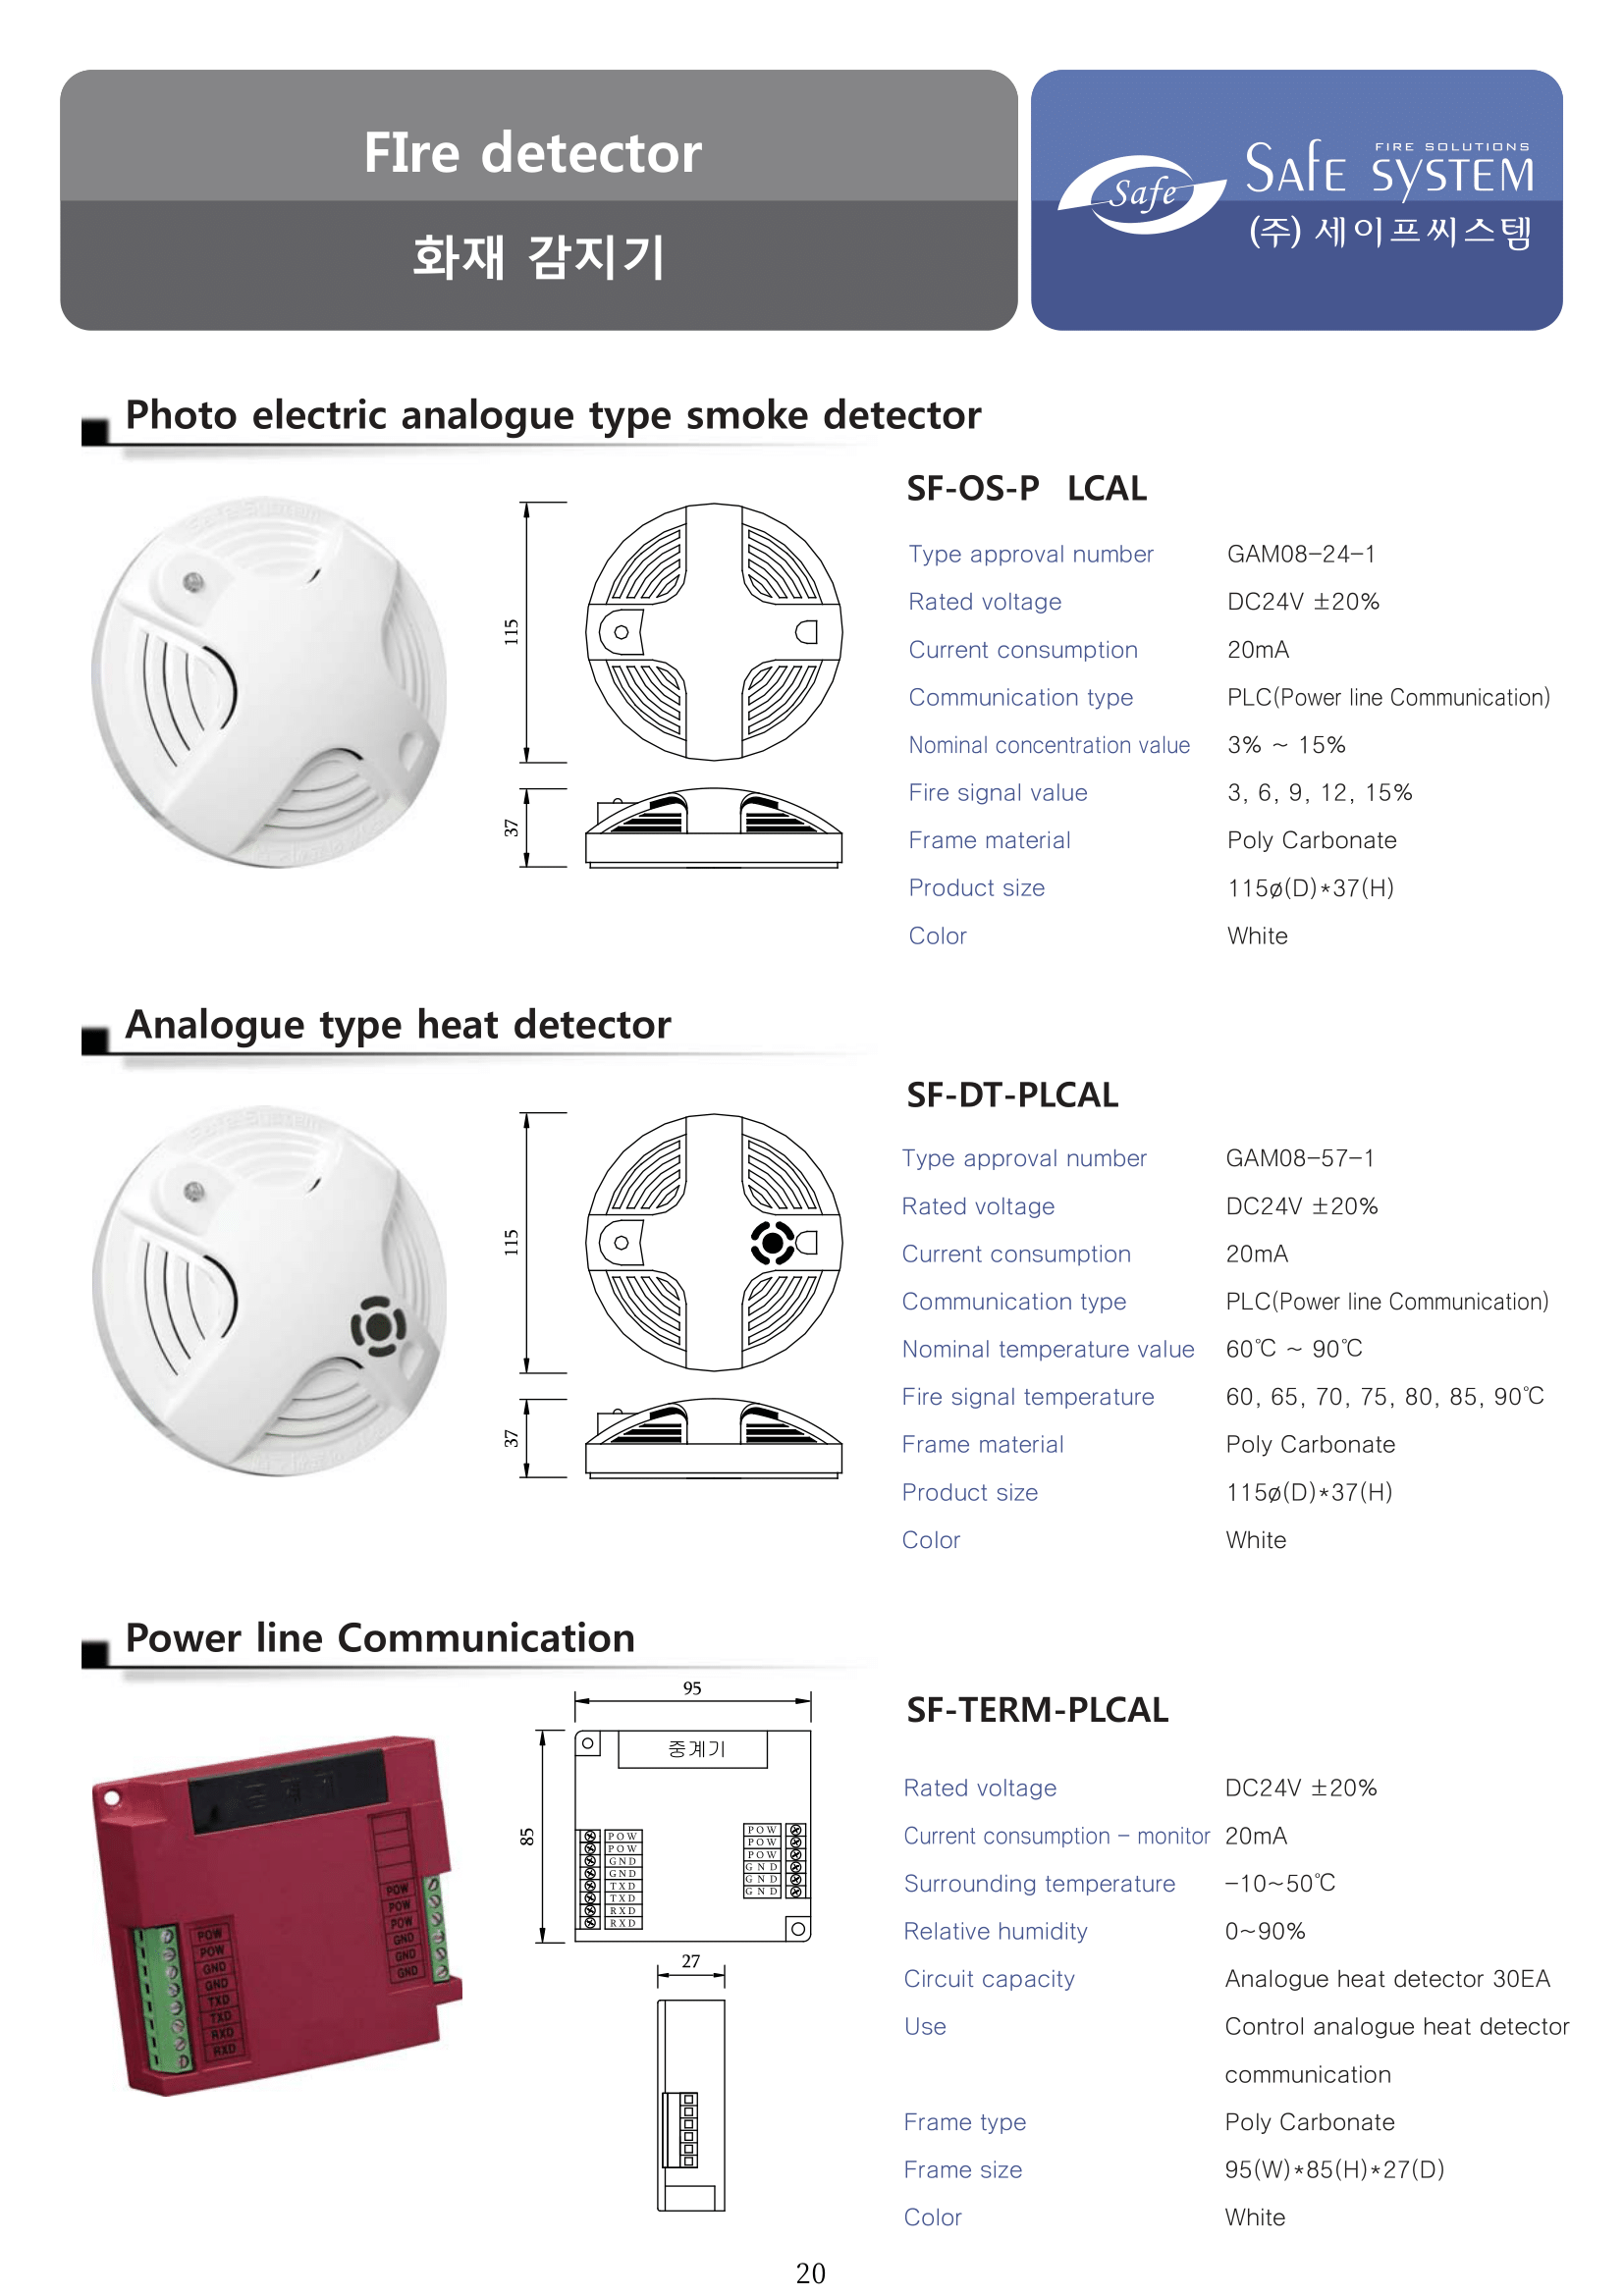 FIre detector
화재 감지기
Safe
FIRE SOLUTIONS
SAfE SySTEM
(주) 세이프씨스템
Photo electric analogue type smoke detector
115
37
SF-OS-P LCAL
Type approval number GAM08-24-1
Rated voltage DC24V ±20%
Current consumption 20mA
Communication type PLC(Power line Communication)
Nominal concentration value 3% ~ 15%
Fire signal value 3, 6, 9, 12, 15%
Frame material Poly Carbonate
Product size 115ø(D)*37(H)
Color White
Analogue type heat detector
115
37
SF-DT-PLCAL
Type approval number GAM08-57-1
Rated voltage DC24V ±20%
Current consumption 20mA
Communication type PLC(Power line Communication)
Nominal temperature value 60℃ ~ 90℃
Fire signal temperature 60, 65, 70, 75, 80, 85, 90℃
Frame material Poly Carbonate
Product size 115ø(D)*37(H)
Color White
Power line Communication
POW
POW
POW
GND
GND
GND
POW
POW
GND
GND
TXD
TXD
RXD
RXD
95
85
중계기
POW
POW
GND
GND
TXD
TXD
RXD
RXD
POW
POW
POW
GND
GND
GND
27
SF-TERM-PLCAL
Rated voltage DC24V ±20%
Current consumption - monitor 20mA
Surrounding temperature -10~50℃
Relative humidity 0~90%
Circuit capacity Analogue heat detector 30EA
Use Control analogue heat detector
communication
Frame type Poly Carbonate
Frame size 95(W)*85(H)*27(D)
Color White
20